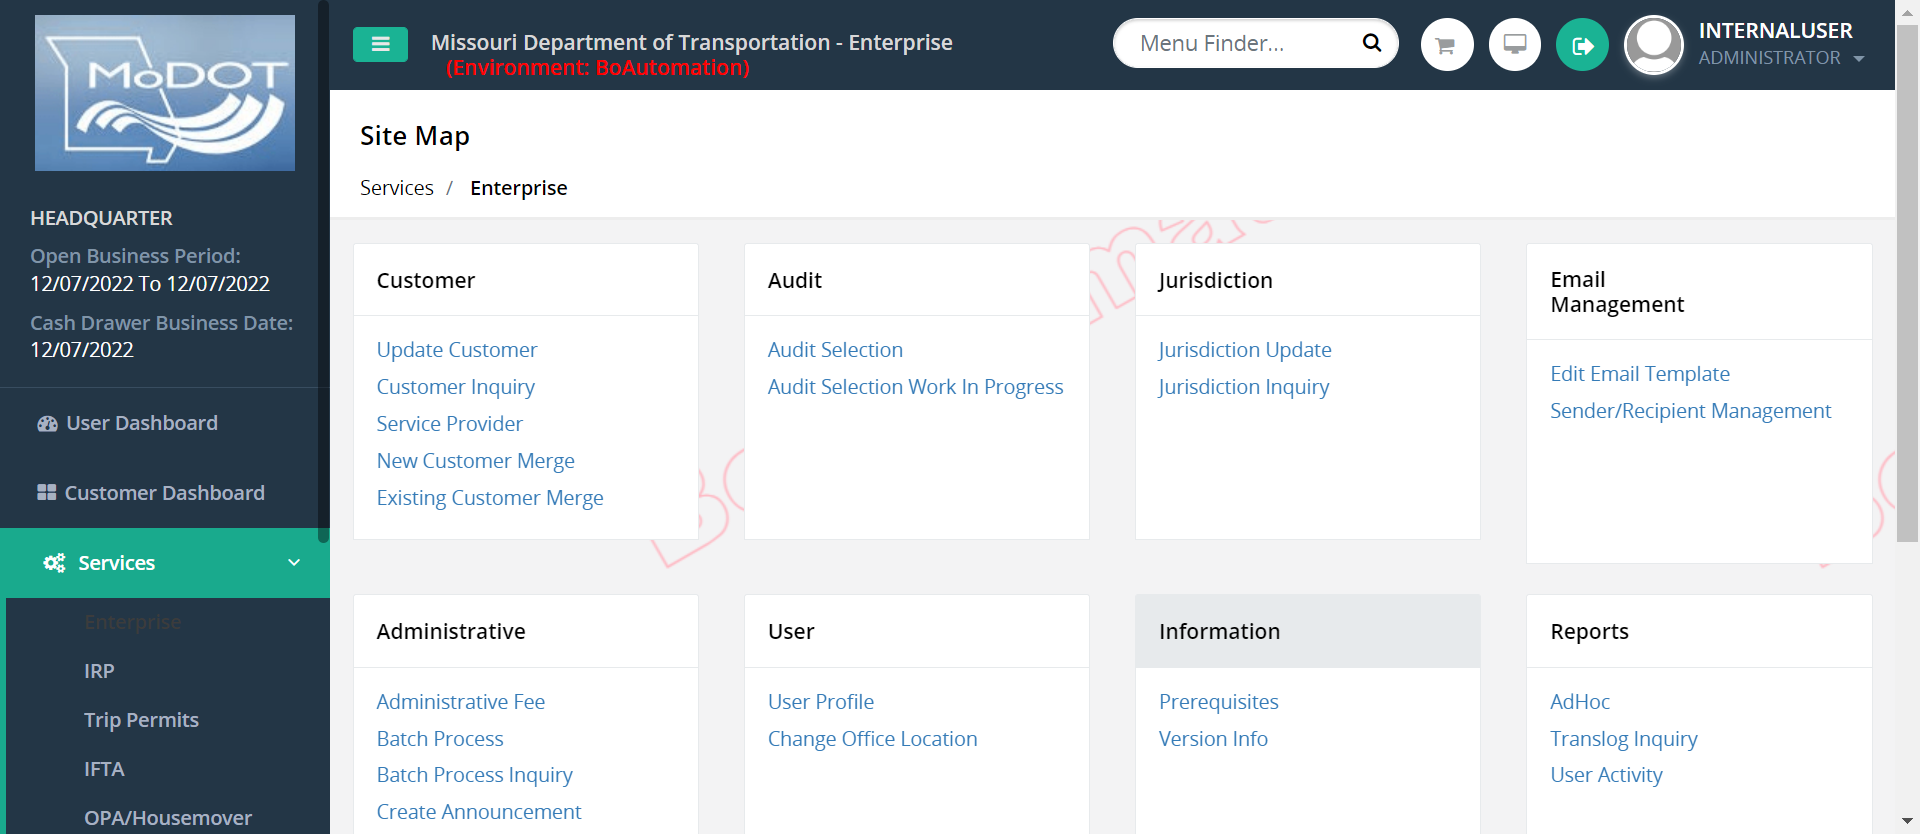 MoDOT
HEADQUARTER
Open Business Period:
12/07/2022 To 12/07/2022
Cash Drawer Business Date:
12/07/2022
User Dashboard
Customer Dashboard
Services
Enterprise
IRP
Trip Permits
IFTA
OPA/Housemover
Missouri Department of Transportation - Enterprise
(Environment: BoAutomation)
Menu Finder...
INTERNALUSER
ADMINISTRATOR
Site Map
Services / Enterprise
Customer
Update Customer
Customer Inquiry
Service Provider
New Customer Merge
Existing Customer Merge
Audit
Audit Selection
Audit Selection Work In Progress
Jurisdiction
Jurisdiction Update
Jurisdiction Inquiry
Email
Management
Edit Email Template
Sender/Recipient Management
Administrative
Administrative Fee
Batch Process
Batch Process Inquiry
Create Announcement
User
User Profile
Change Office Location
Information
Prerequisites
Version Info
Reports
AdHoc
Translog Inquiry
User Activity